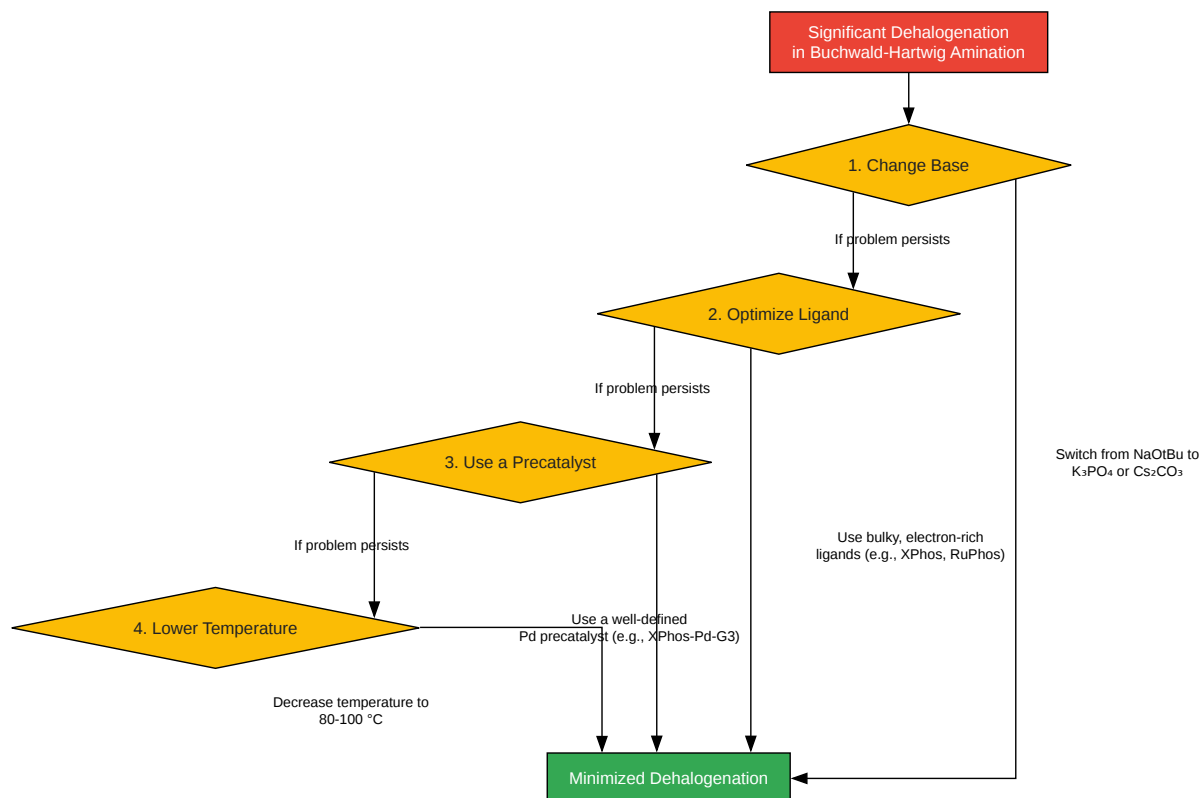 Significant Dehalogenation
in Buchwald-Hartwig Amination
1. Change Base
If problem persists
2. Optimize Ligand
If problem persists
Switch from NaOtBu to
K₃PO₄ or Cs₂CO₃
3. Use a Precatalyst
Use bulky, electron-rich
ligands (e.g., XPhos, RuPhos)
If problem persists
Use a well-defined
Pd precatalyst (e.g., XPhos-Pd-G3)
4. Lower Temperature
Decrease temperature to
80-100 °C
Minimized Dehalogenation